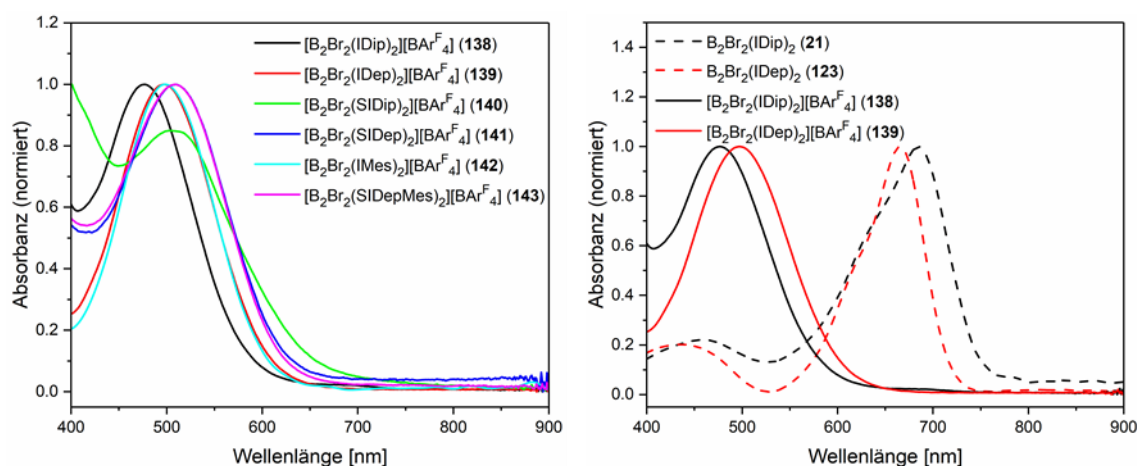 1.2
1.0
0.8
0.6
0.4
0.2
0.0
Absorbanz (normiert)
[B₂Br₂(IDip)₂][BArᶠ₄] (138)
[B₂Br₂(IDep)₂][BArᶠ₄] (139)
[B₂Br₂(SIDip)₂][BArᶠ₄] (140)
[B₂Br₂(SIDep)₂][BArᶠ₄] (141)
[B₂Br₂(IMes)₂][BArᶠ₄] (142)
[B₂Br₂(SIDepMes)₂][BArᶠ₄] (143)
400 450 500 550 600 650 700 750 800 850 900
Wellenlänge [nm]
1.4
1.2
1.0
0.8
0.6
0.4
0.2
0.0
Absorbanz (normiert)
B₂Br₂(IDip)₂ (21)
B₂Br₂(IDep)₂ (123)
[B₂Br₂(IDip)₂][BArᶠ₄] (138)
[B₂Br₂(IDep)₂][BArᶠ₄] (139)
400 500 600 700 800 900
Wellenlänge [nm]